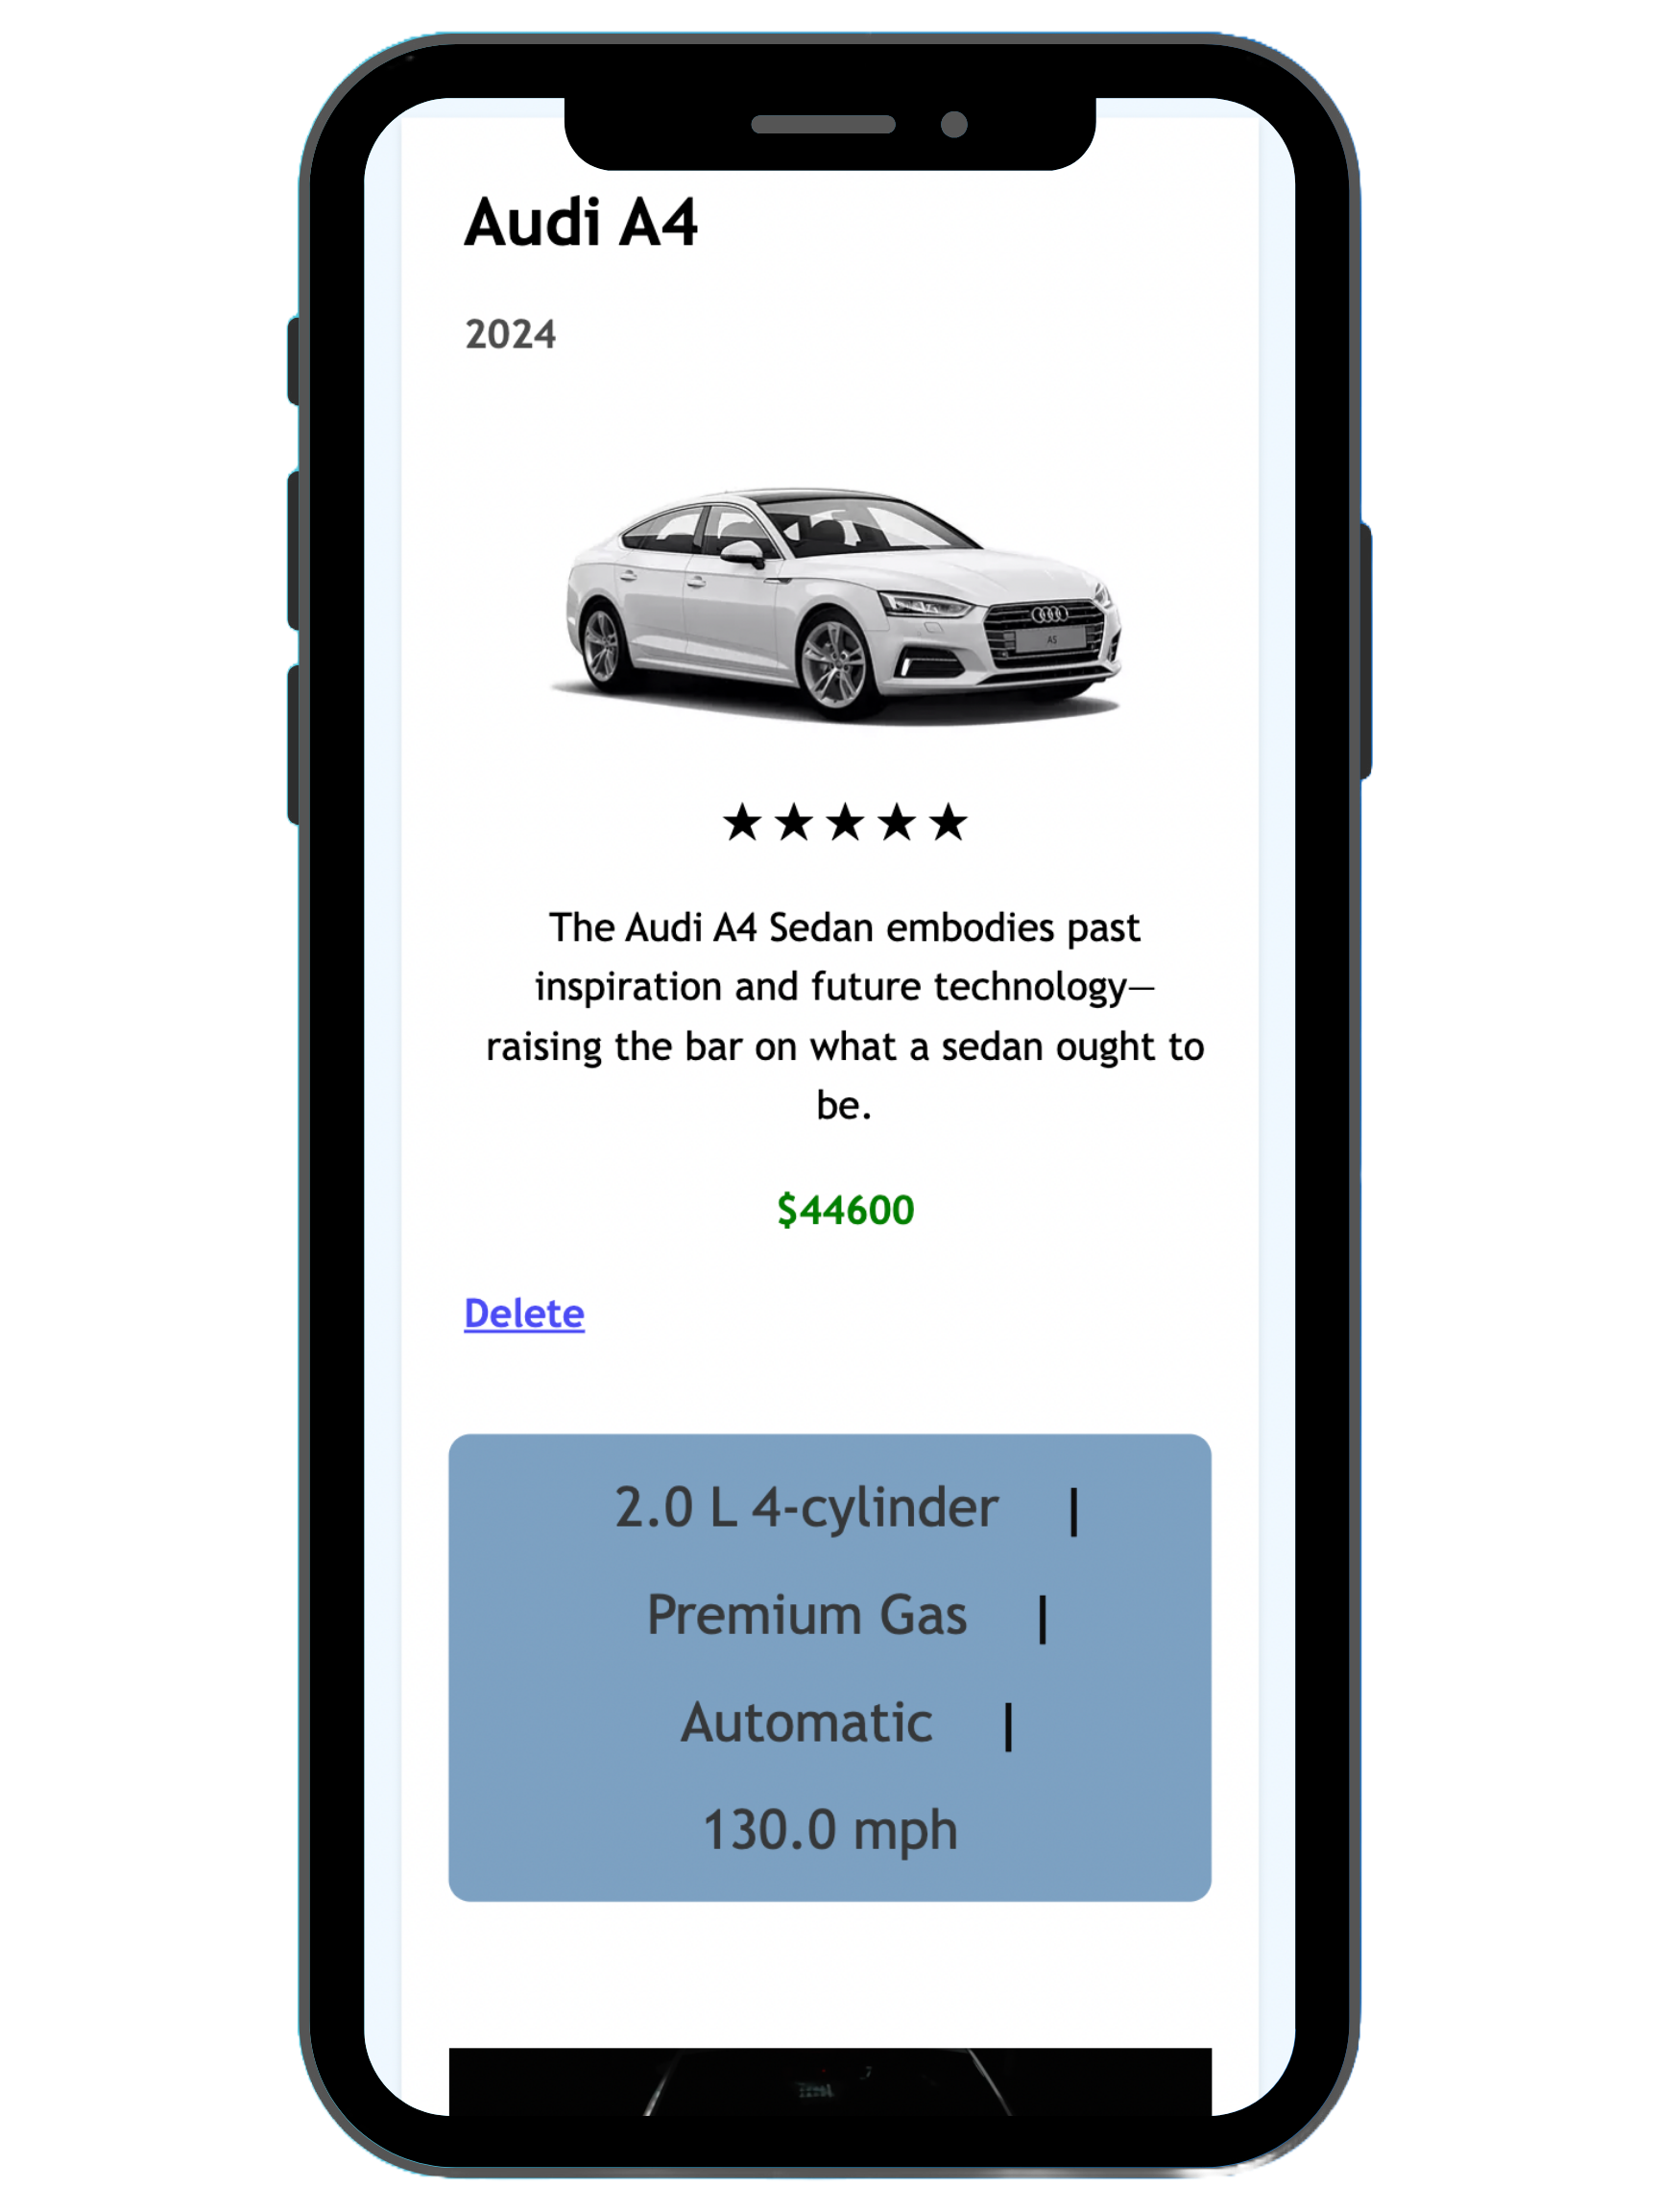 Audi A4
2024
A5
★★★★★
The Audi A4 Sedan embodies past
inspiration and future technology—
raising the bar on what a sedan ought to
be.
$44600
Delete
2.0 L 4-cylinder |
Premium Gas |
Automatic |
130.0 mph